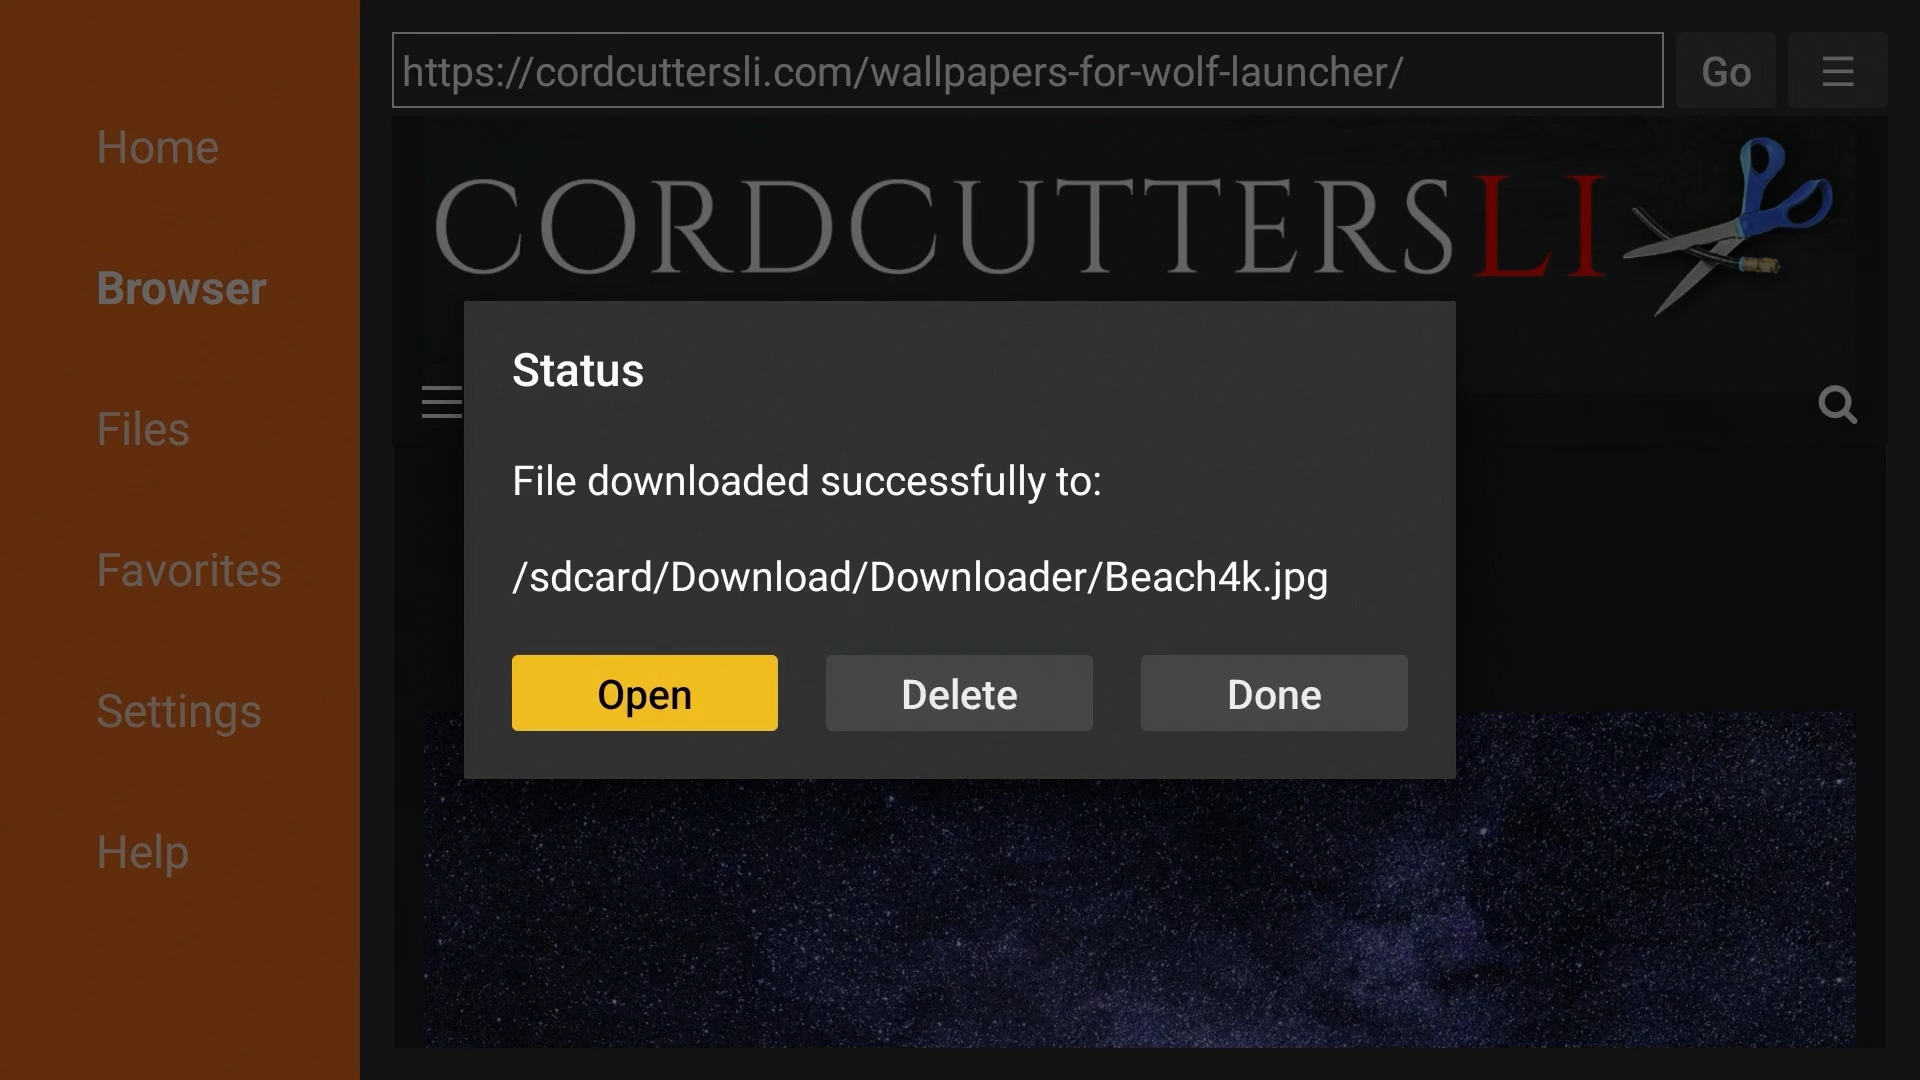 Home
Browser
Files
Favorites
Settings
Help
https://cordcuttersli.com/wallpapers-for-wolf-launcher/
Go
CORDCUTTERSLI
Status
File downloaded successfully to:
/sdcard/Download/Downloader/Beach4k.jpg
Open
Delete
Done